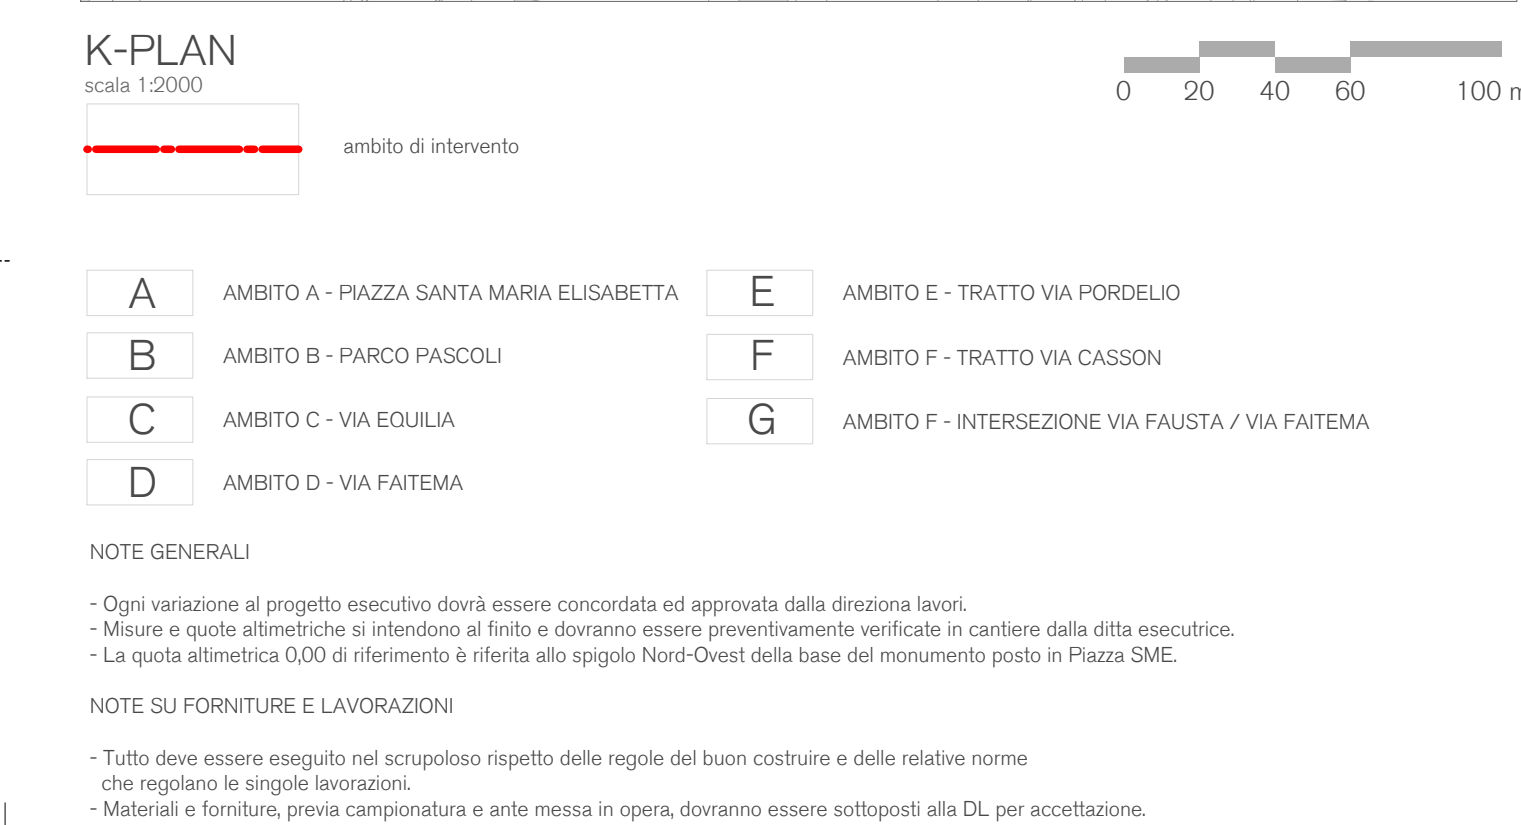 K-PLAN
scala 1:2000
0 20 40 60 100 m
ambito di intervento
A AMBITO A - PIAZZA SANTA MARIA ELISABETTA
B AMBITO B - PARCO PASCOLI
C AMBITO C - VIA EQUILIA
D AMBITO D - VIA FAITEMA
E AMBITO E - TRATTO VIA PORDELIO
F AMBITO F - TRATTO VIA CASSON
G AMBITO F - INTERSEZIONE VIA FAUSTA / VIA FAITEMA
NOTE GENERALI
- Ogni variazione al progetto esecutivo dovrà essere concordata ed approvata dalla direziona lavori.
- Misure e quote altimetriche si intendono al finito e dovranno essere preventivamente verificate in cantiere dalla ditta esecutrice.
- La quota altimetrica 0,00 di riferimento è riferita allo spigolo Nord-Ovest della base del monumento posto in Piazza SME.
NOTE SU FORNITURE E LAVORAZIONI
- Tutto deve essere eseguito nel scrupoloso rispetto delle regole del buon costruire e delle relative norme
che regolano le singole lavorazioni.
- Materiali e forniture, previa campionatura e ante messa in opera, dovranno essere sottoposti alla DL per accettazione.